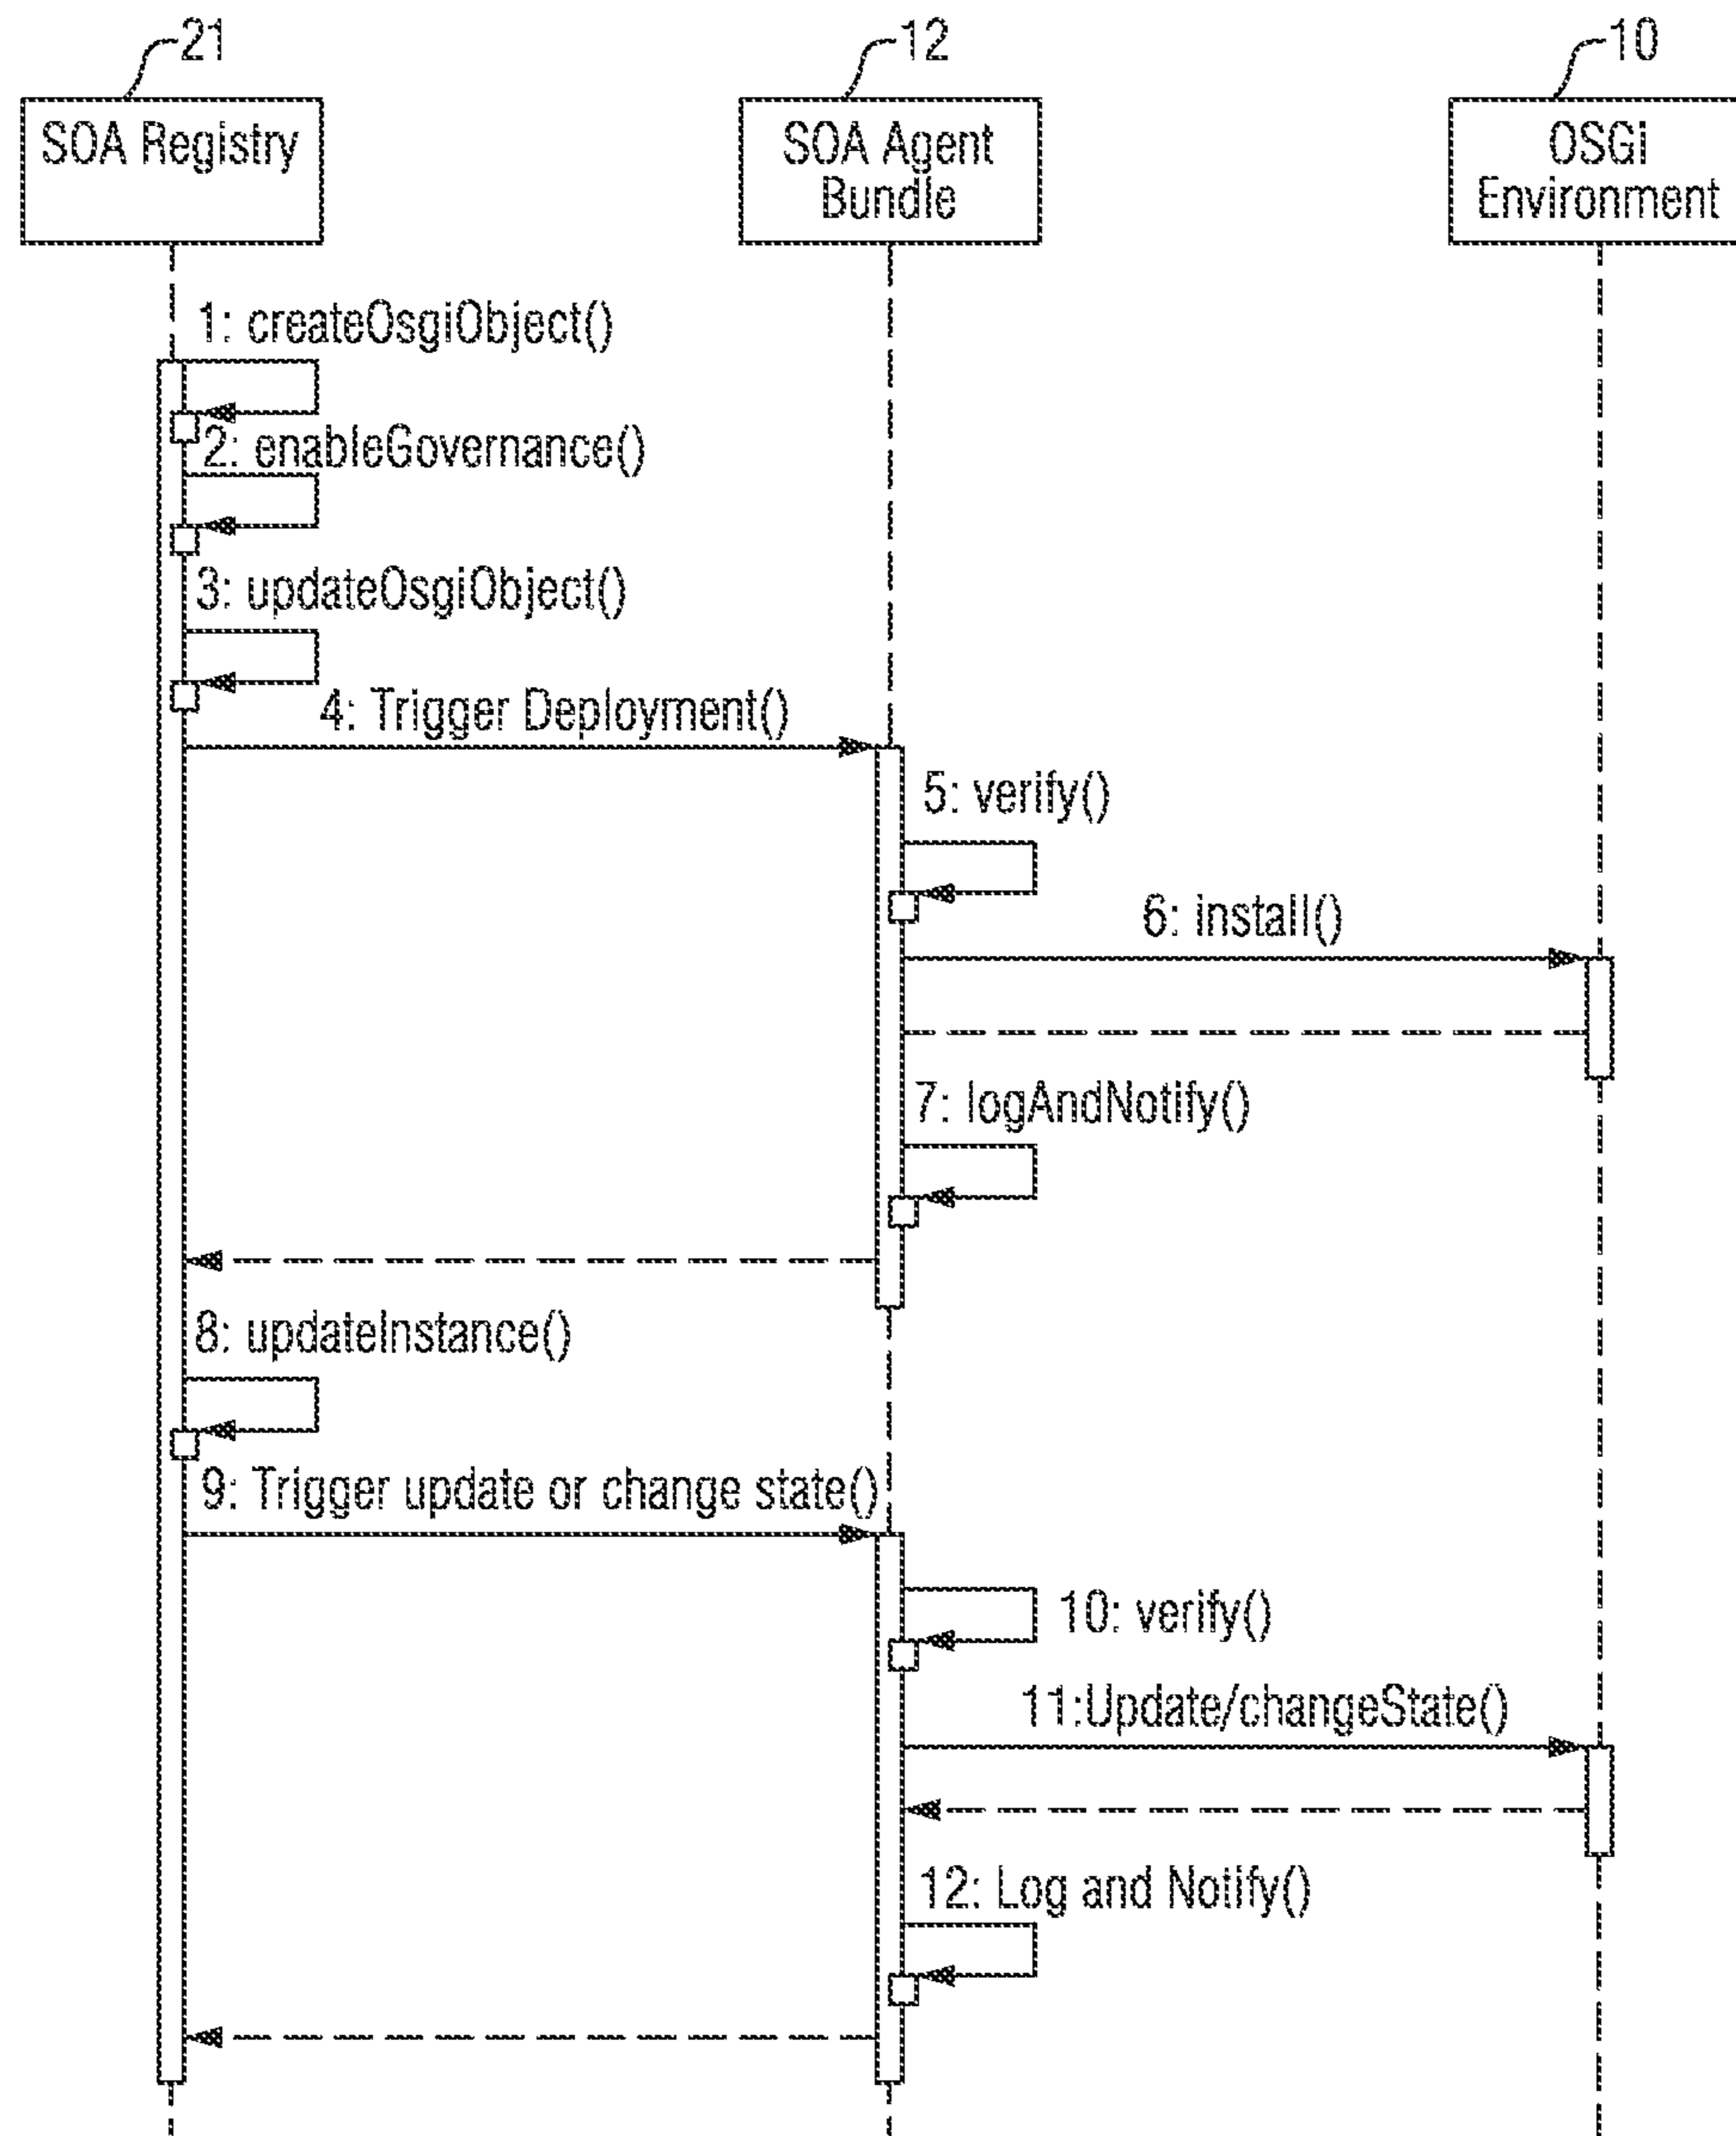 21
12
10
SOA Registry
SOA Agent
Bundle
OSGi
Environment
1: createOsgiObject()
2: enableGovernance()
3: updateOsgiObject()
4: Trigger Deployment()
5: verify()
6: install()
7: logAndNotify()
8: updateInstance()
9: Trigger update or change state()
10: verify()
11:Update/changeState()
12: Log and Notify()